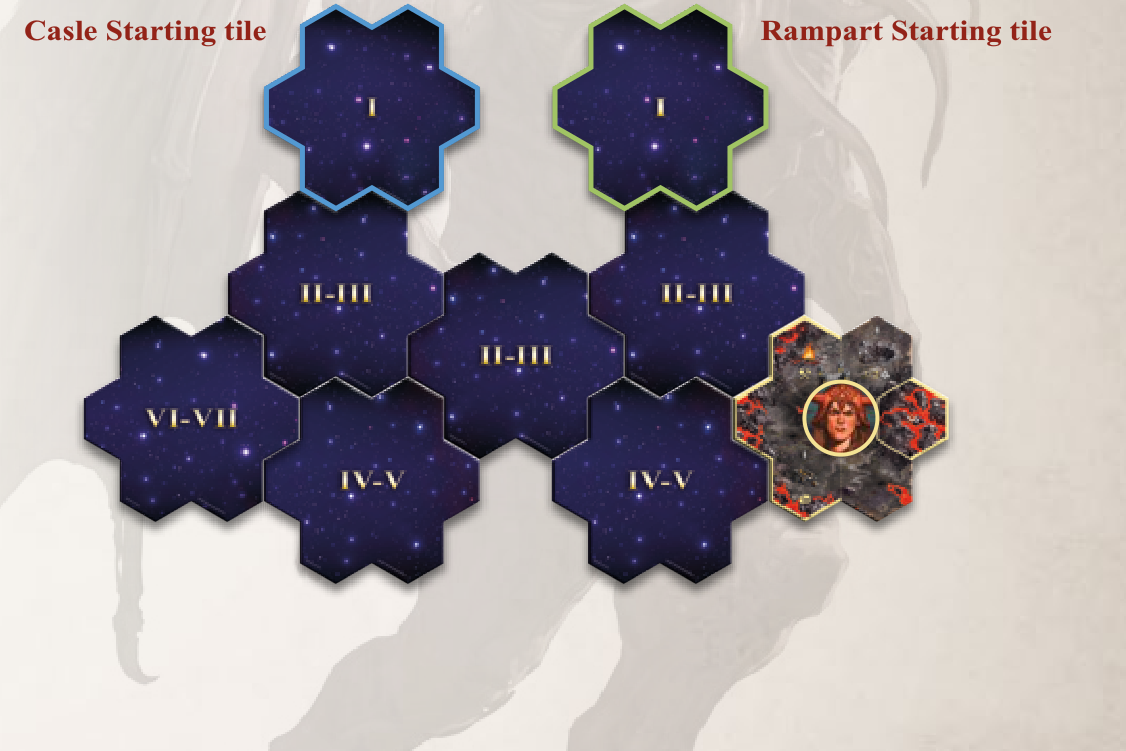 Casle Starting tile
Rampart Starting tile
I
I
II-III
II-III
II-III
VI-VII
IV-V
IV-V